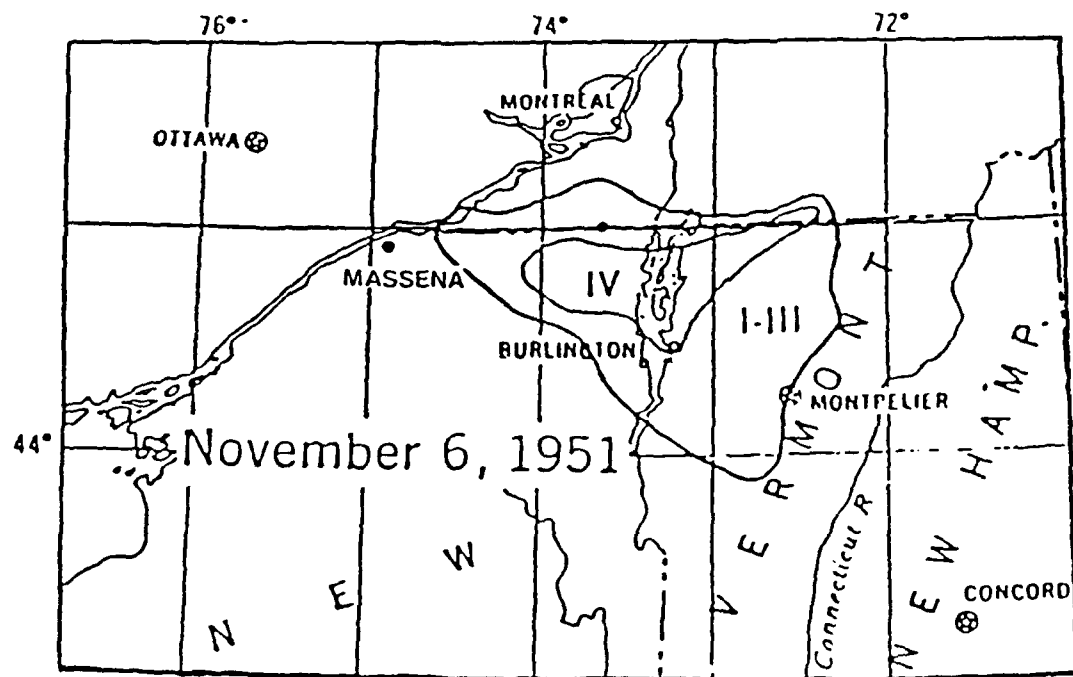 76°
74°
72°
MONTREAL
OTTAWA
MASSENA
IV
I-III
BURLINGTON
MONTPELIER
44°
November 6, 1951
NEW
VERMONT
Connecticut R
NEW HAMP.
CONCORD